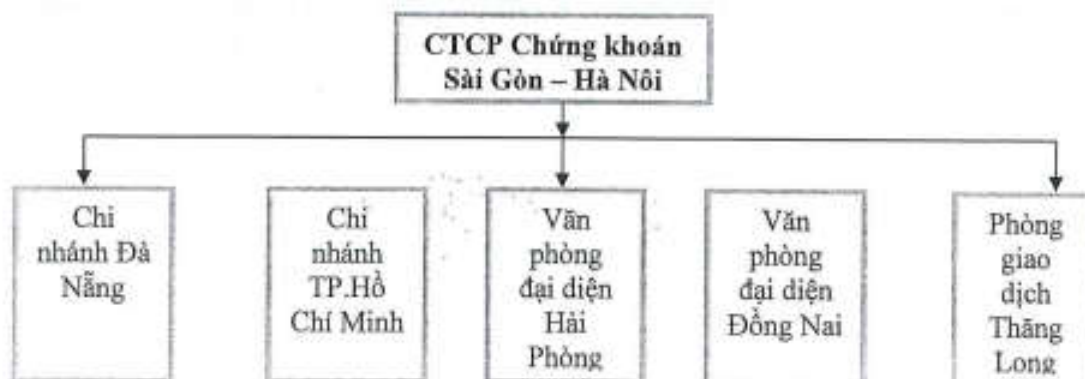 CTCP Chứng khoán
Sài Gòn – Hà Nôi
Chi
nhánh Đà
Nẵng
Chi
nhánh
TP.Hồ
Chí Minh
Văn
phòng
đại diện
Hải
Phòng
Văn
phòng
đại diện
Đồng Nai
Phòng
giao
dịch
Thăng
Long